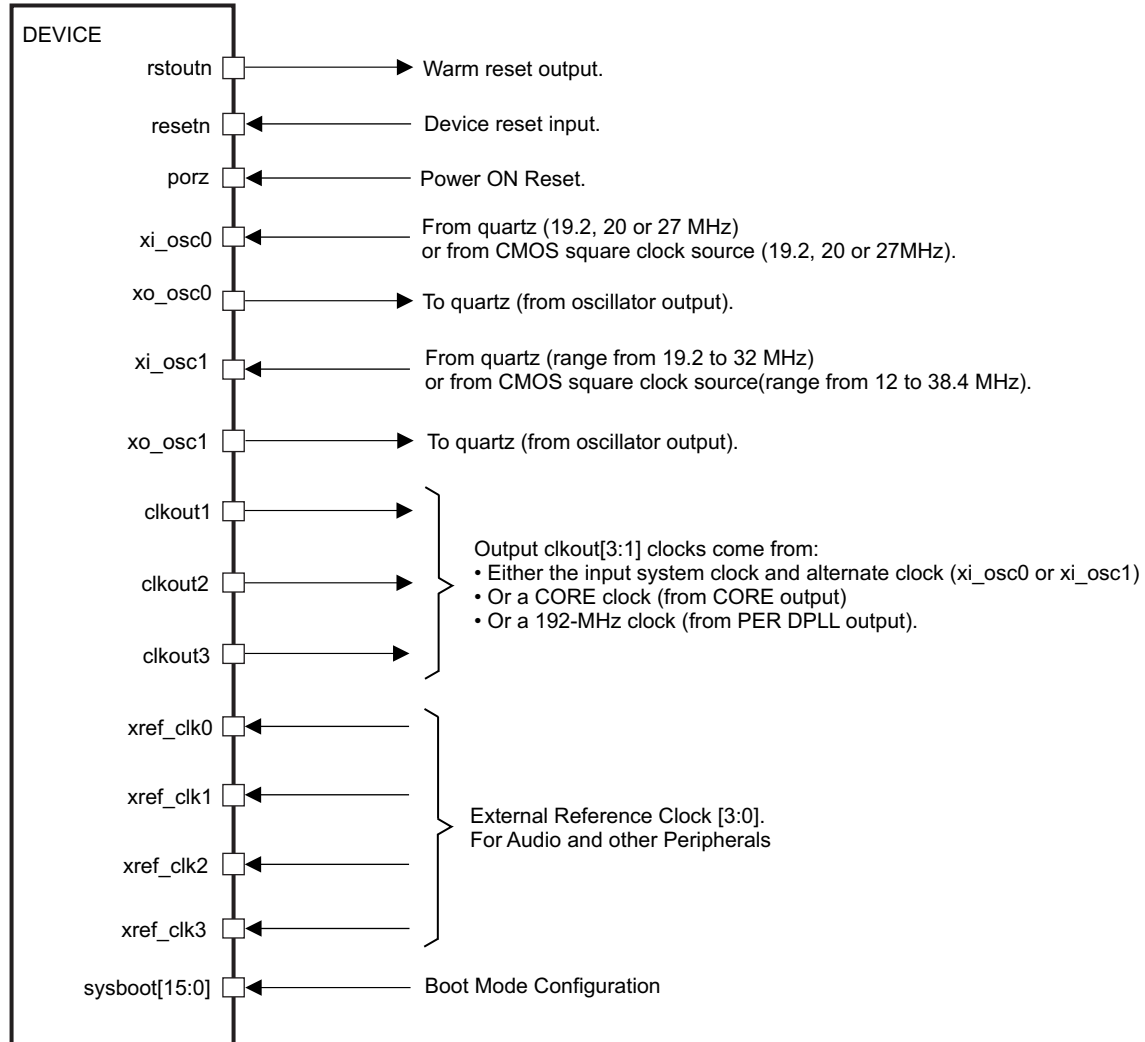 DEVICE
rstoutn
Warm reset output.
resetn
Device reset input.
porz
Power ON Reset.
xi_osc0
From quartz (19.2, 20 or 27 MHz)
or from CMOS square clock source (19.2, 20 or 27MHz).
xo_osc0
To quartz (from oscillator output).
xi_osc1
From quartz (range from 19.2 to 32 MHz)
or from CMOS square clock source(range from 12 to 38.4 MHz).
xo_osc1
To quartz (from oscillator output).
clkout1
clkout2
clkout3
Output clkout[3:1] clocks come from:
• Either the input system clock and alternate clock (xi_osc0 or xi_osc1)
• Or a CORE clock (from CORE output)
• Or a 192-MHz clock (from PER DPLL output).
xref_clk0
xref_clk1
xref_clk2
xref_clk3
External Reference Clock [3:0].
For Audio and other Peripherals
sysboot[15:0]
Boot Mode Configuration